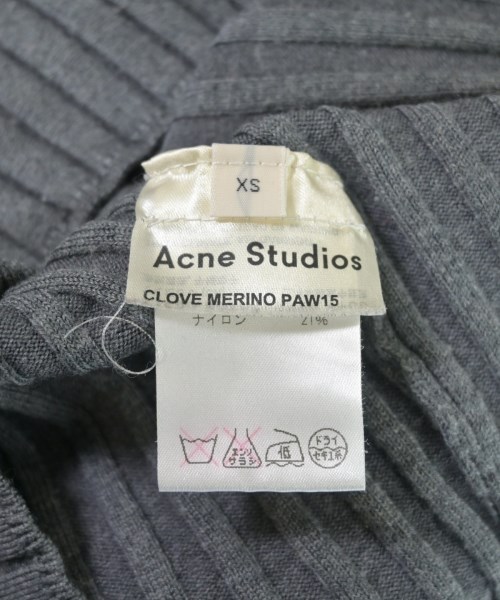 XS
Acne Studios
CLOVE MERINO PAW15
ナイロン 21%
エンソ
サラシ
低
ドライ
セキユ系